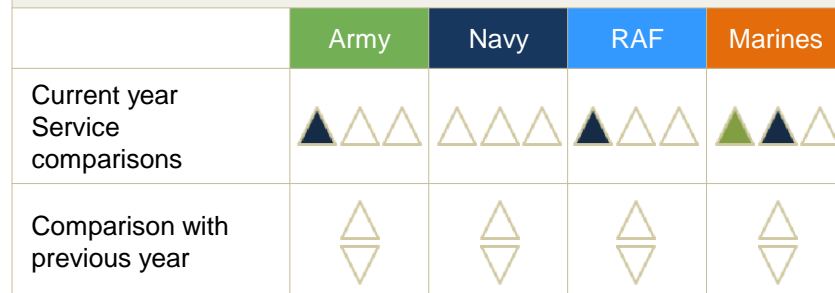 Army Navy RAF Marines
Current year
Service
comparisons
Comparison with
previous year